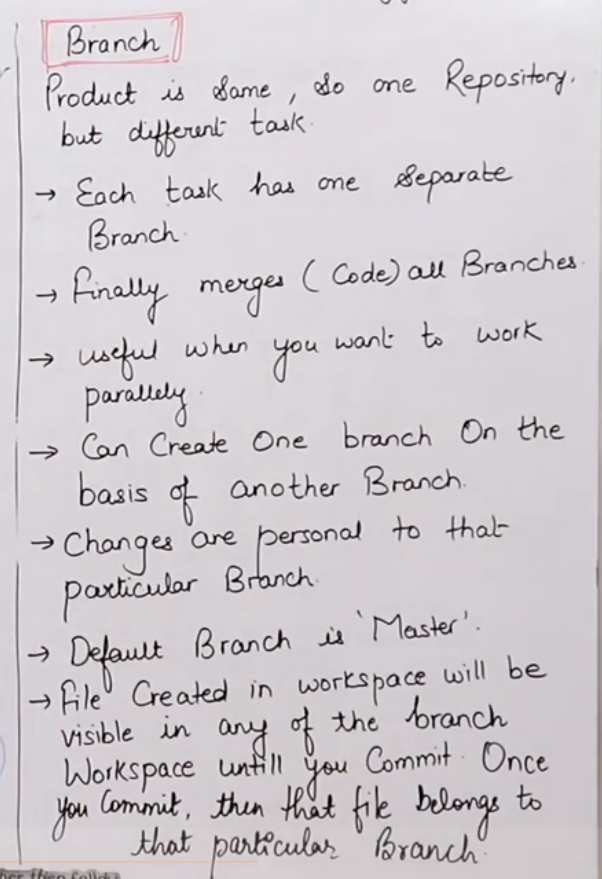 Branch
Product is same, so one Repository.
but different task.
→ Each task has one separate
Branch.
→ finally merges (Code) all Branches.
→ useful when you want to work
parallely.
→ Can Create One branch On the
basis of another Branch.
→ Changes are personal to that
particular Branch.
→ Default Branch is 'Master'.
→ file Created in workspace will be
visible in any of the branch
Workspace untill you Commit. Once
you Commit, then that file belongs to
that particular Branch.